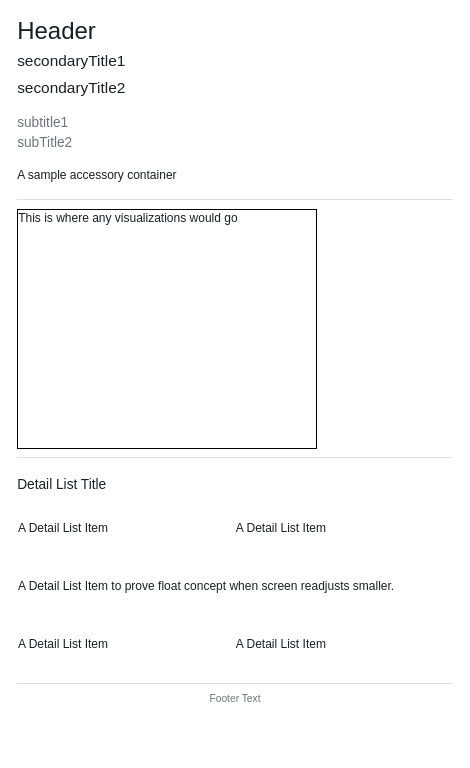 Header
secondaryTitle1
secondaryTitle2
subtitle1
subTitle2
A sample accessory container
This is where any visualizations would go
Detail List Title
A Detail List Item
A Detail List Item
A Detail List Item to prove float concept when screen readjusts smaller.
A Detail List Item
A Detail List Item
Footer Text